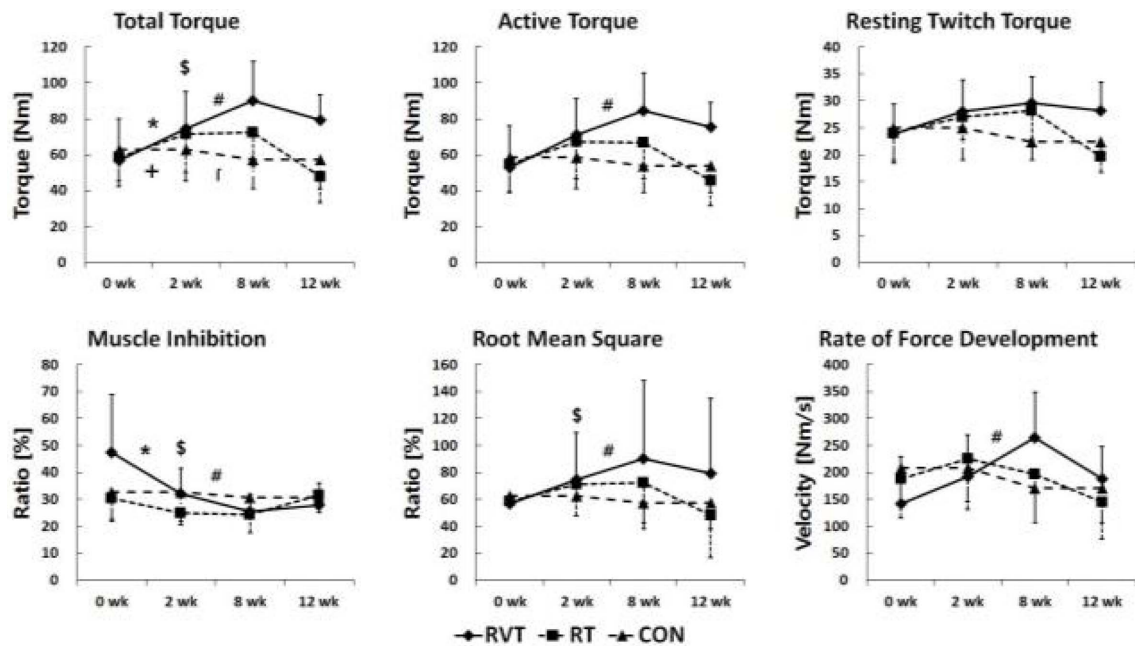 Total Torque
Active Torque
Resting Twitch Torque
Torque [Nm]
120
100
80
60
40
20
0
$
#
*
+
⌠
0 wk
2 wk
8 wk
12 wk
Torque [Nm]
120
100
80
60
40
20
0
#
0 wk
2 wk
8 wk
12 wk
Torque [Nm]
40
35
30
25
20
15
10
5
0
0 wk
2 wk
8 wk
12 wk
Muscle Inhibition
Root Mean Square
Rate of Force Development
Ratio [%]
80
70
60
50
40
30
20
10
0
*
$
#
0 wk
2 wk
8 wk
12 wk
Ratio [%]
160
140
120
100
80
60
40
20
0
$
#
0 wk
2 wk
8 wk
12 wk
Velocity [Nm/s]
400
350
300
250
200
150
100
50
0
#
0 wk
2 wk
8 wk
12 wk
RVT RT CON